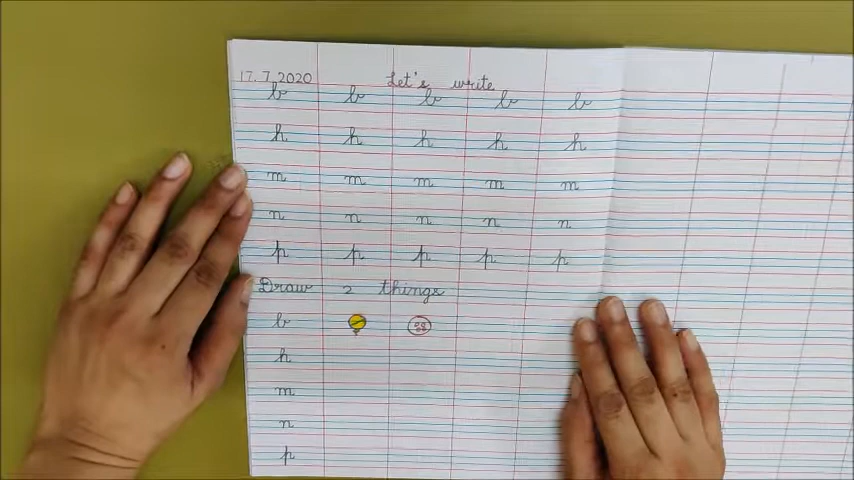 17.7.2020 Let's write
b b b b b
h h h h h
m m m m m
n n n n n
p p p p p
Draw 2 things
b
h
m
n
p